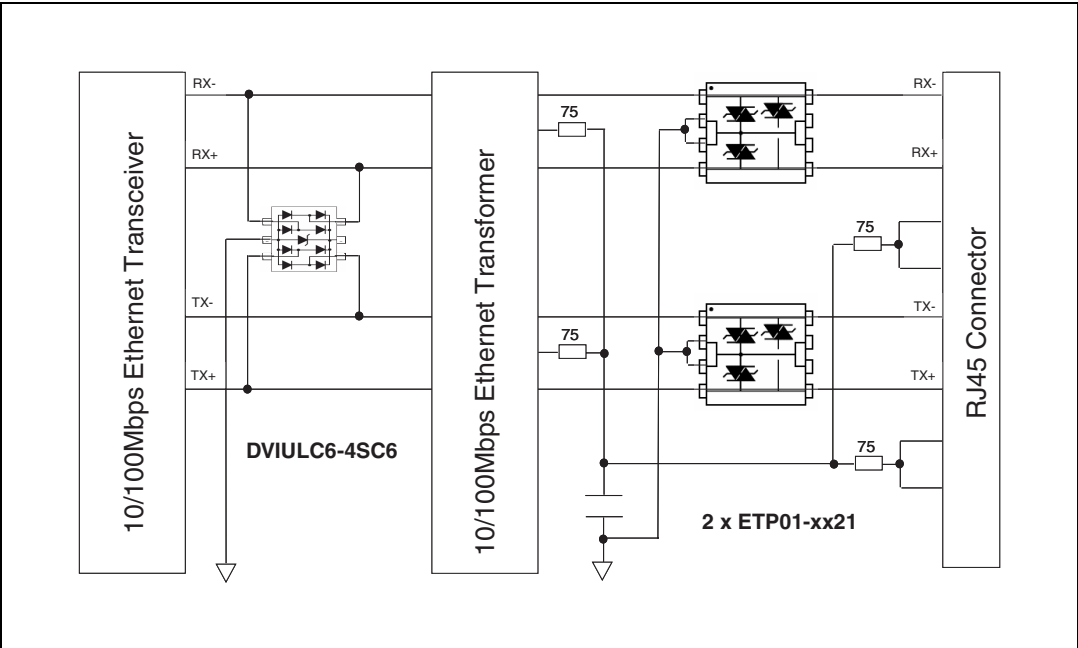 10/100Mbps Ethernet Transceiver
RX-
RX+
TX-
TX+
DVIULC6-4SC6
10/100Mbps Ethernet Transformer
75
75
2 x ETP01-xx21
75
75
RX-
RX+
TX-
TX+
RJ45 Connector